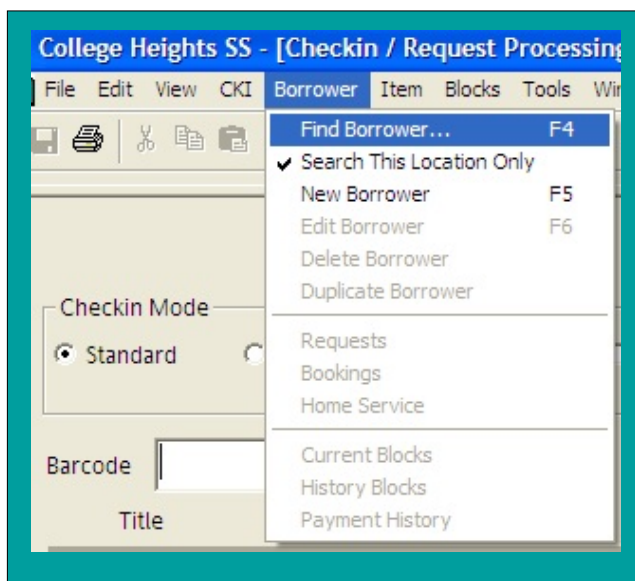 College Heights SS - [Checkin / Request Processing
File Edit View CKI Borrower Item Blocks Tools
Find Borrower... F4
✔ Search This Location Only
New Borrower F5
Edit Borrower F6
Delete Borrower
Duplicate Borrower
Checkin Mode
Standard
Requests
Bookings
Home Service
Barcode
Current Blocks
History Blocks
Title
Payment History